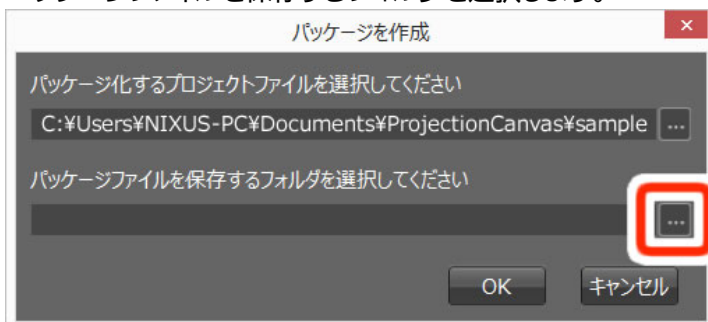 パッケージを作成
パッケージ化するプロジェクトファイルを選択してください
C:¥Users¥NIXUS-PC¥Documents¥ProjectionCanvas¥sample ...
パッケージファイルを保存するフォルダを選択してください
...
OK キャンセル